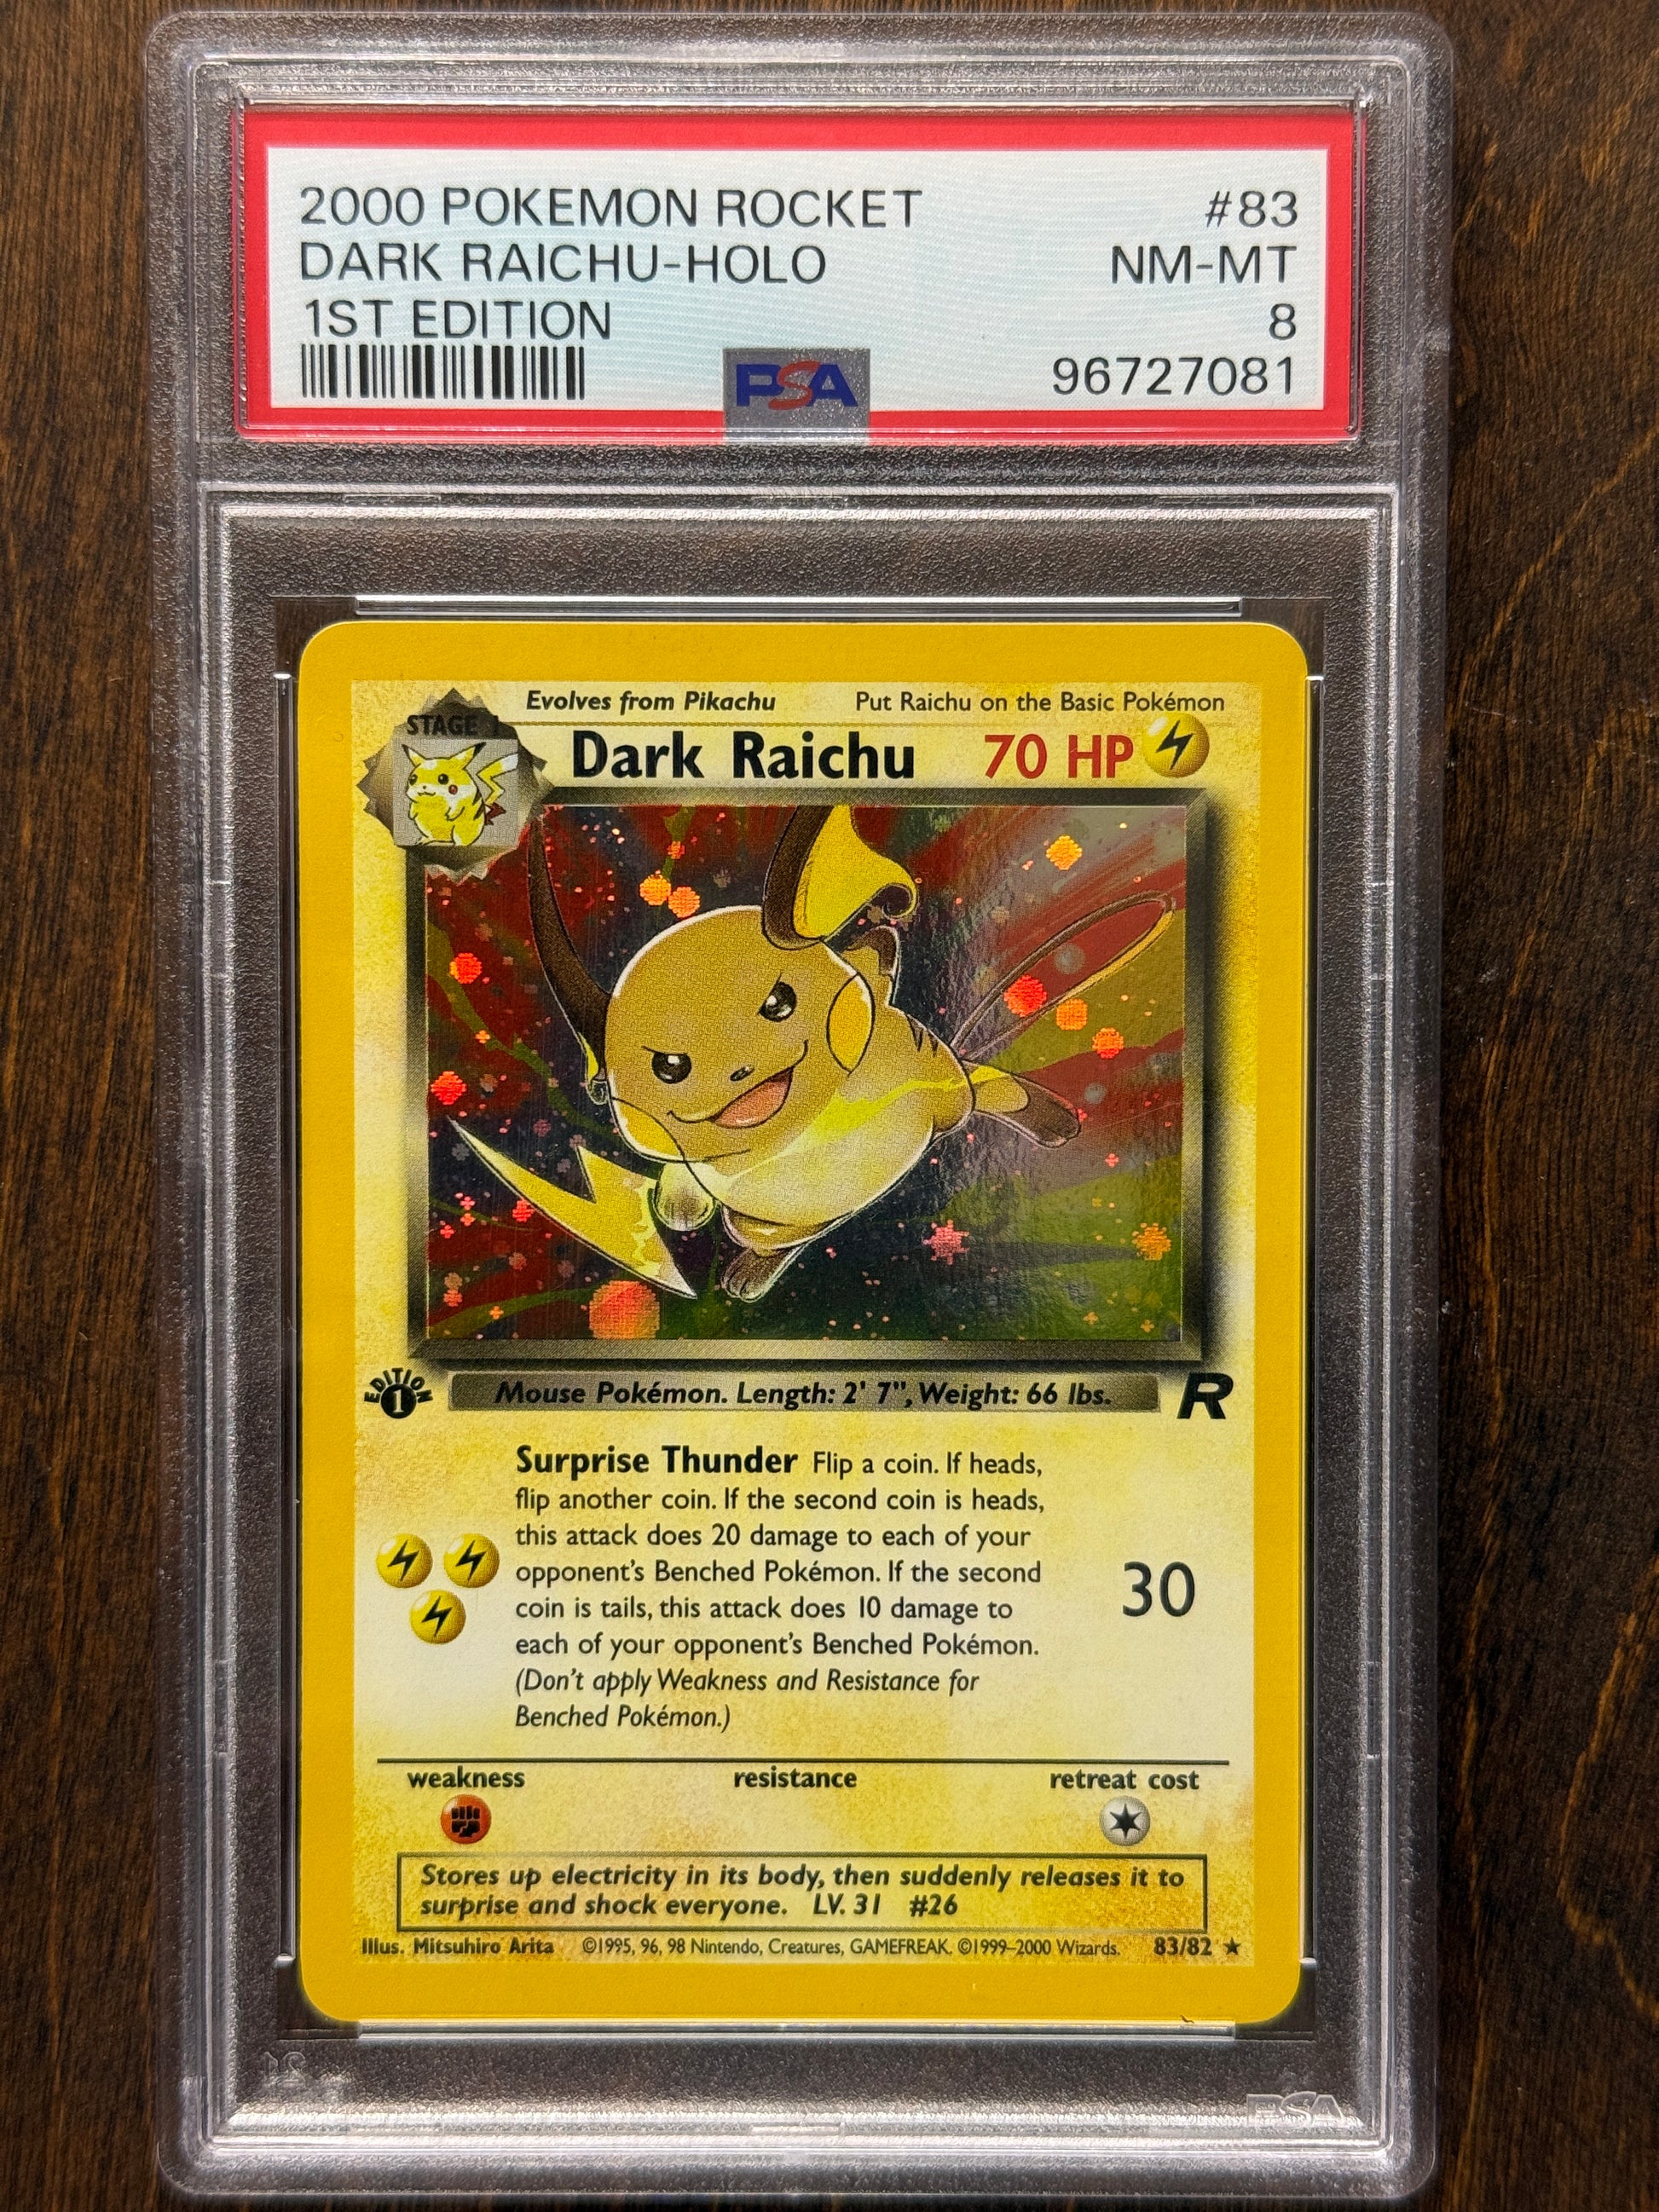 2000 POKEMON ROCKET #83
DARK RAICHU-HOLO NM-MT
1ST EDITION 8
PSA 96727081
Evolves from Pikachu Put Raichu on the Basic Pokémon
STAGE 1
Dark Raichu 70 HP
EDITION
1
Mouse Pokémon. Length: 2' 7", Weight: 66 lbs.
R
Surprise Thunder Flip a coin. If heads,
flip another coin. If the second coin is heads,
this attack does 20 damage to each of your
opponent's Benched Pokémon. If the second
coin is tails, this attack does 10 damage to
each of your opponent's Benched Pokémon.
(Don't apply Weakness and Resistance for
Benched Pokémon.)
30
weakness resistance retreat cost
Stores up electricity in its body, then suddenly releases it to
surprise and shock everyone. LV. 31 #26
Illus. Mitsuhiro Arita ©1995, 96, 98 Nintendo, Creatures, GAMEFREAK. ©1999–2000 Wizards. 83/82 ★
PSA